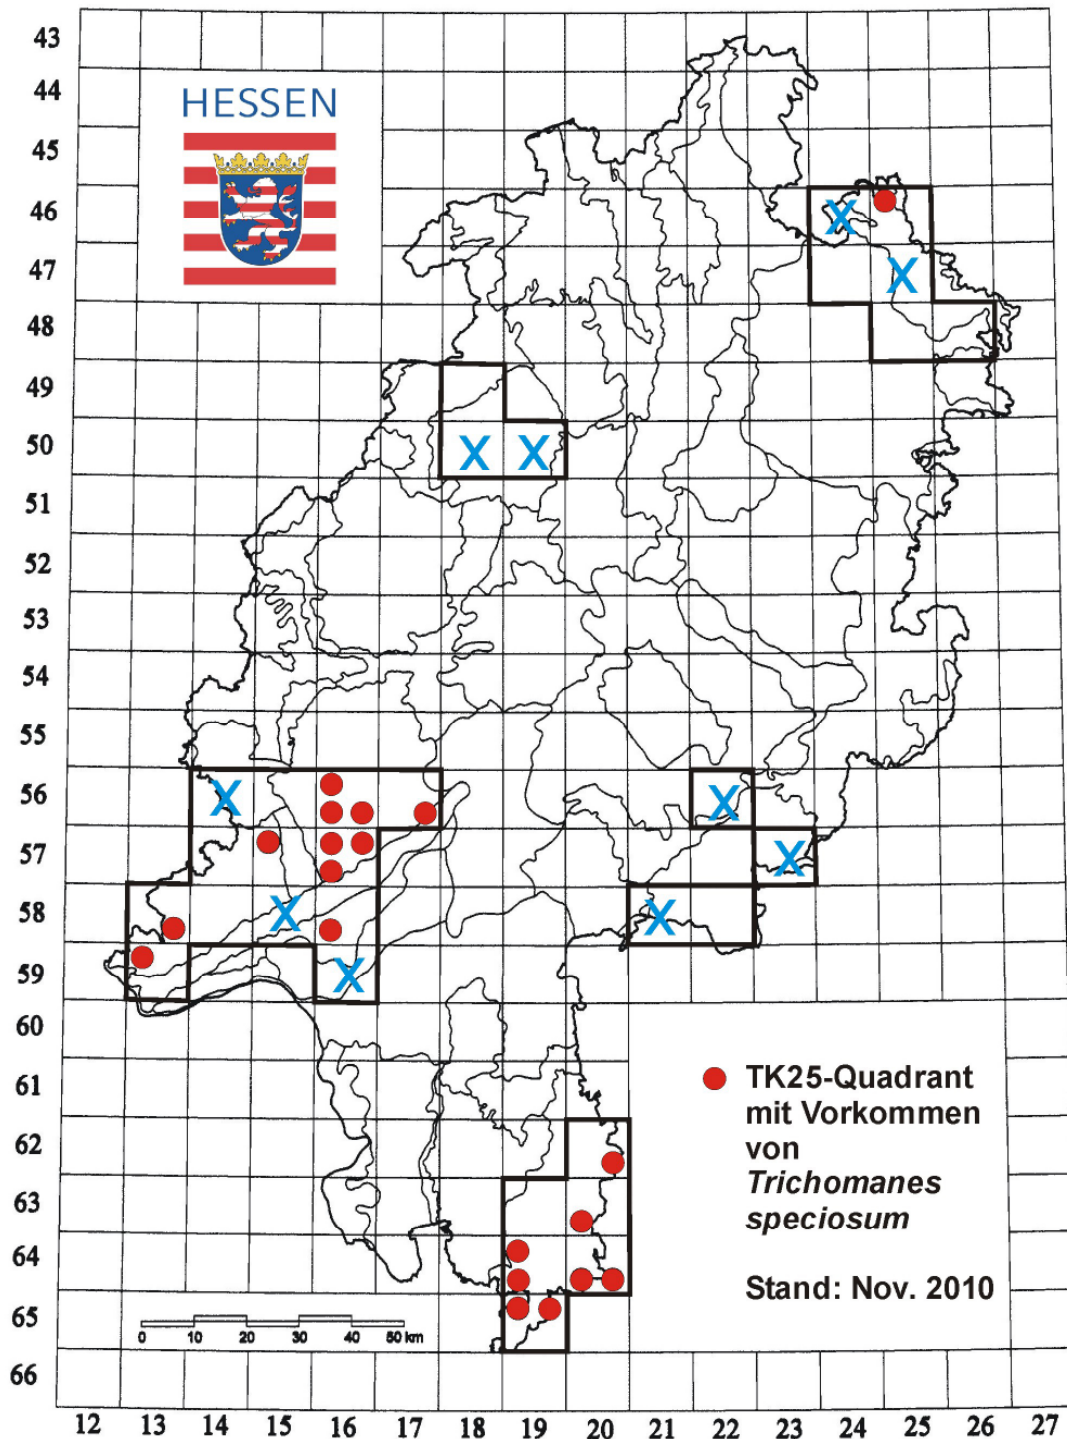 HESSEN
43
44
45
46
47
48
49
50
51
52
53
54
55
56
57
58
59
60
61
62
63
64
65
66
X
X
X X
X
X
X
X
X
X
TK25-Quadrant
mit Vorkommen
von
Trichomanes
speciosum
Stand: Nov. 2010
0 10 20 30 40 50 km
12 13 14 15 16 17 18 19 20 21 22 23 24 25 26 27